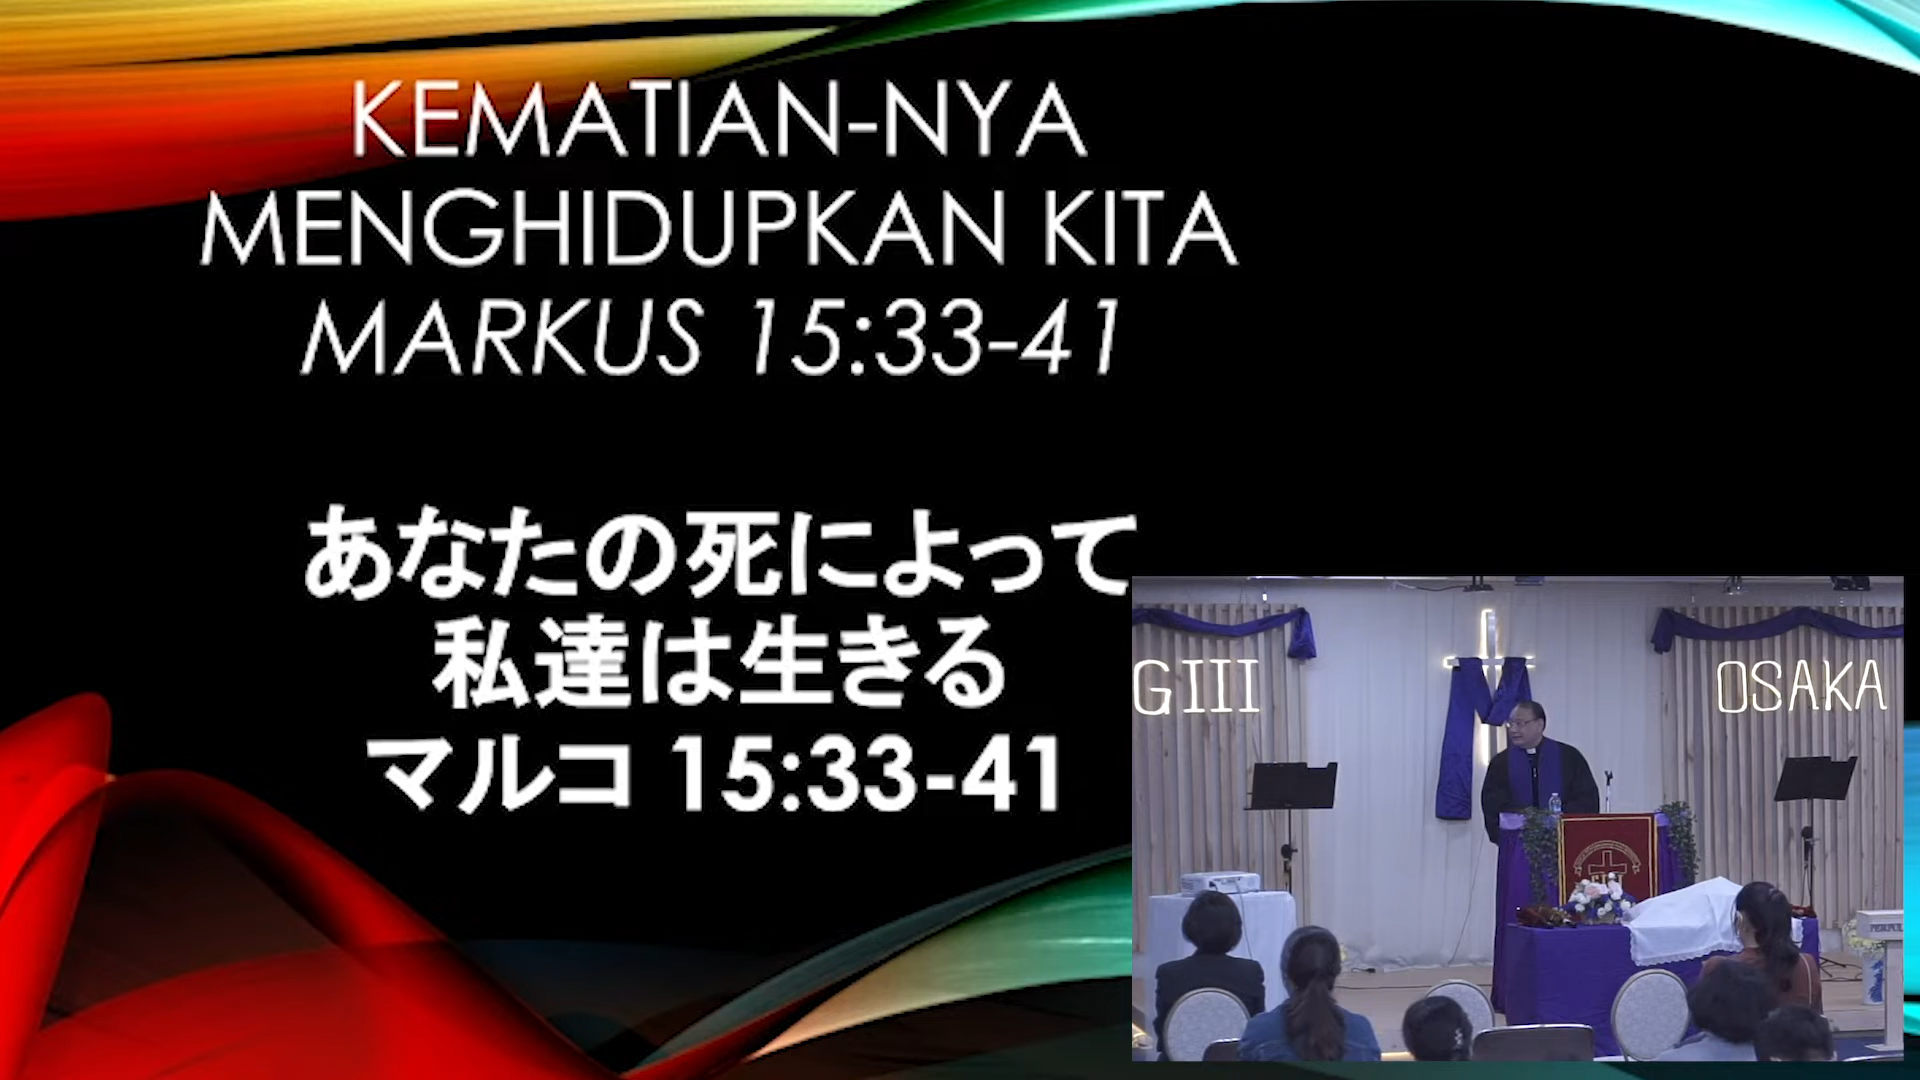 KEMATIAN-NYA
MENGHIDUPKAN KITA
MARKUS 15:33-41
あなたの死によって
私達は生きる
マルコ 15:33-41
GIII
OSAKA